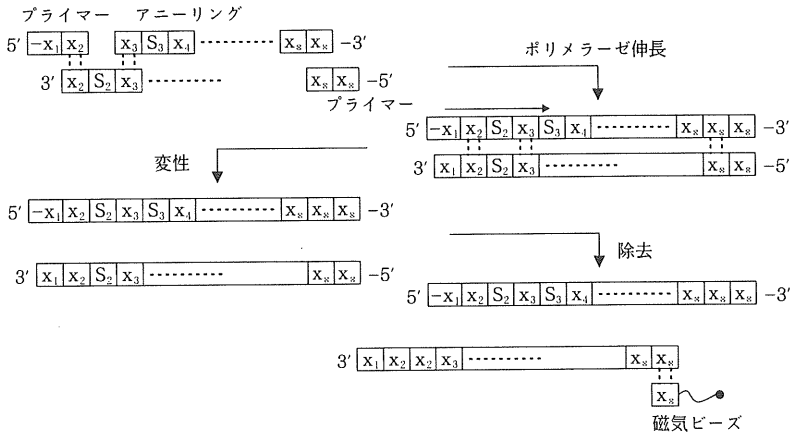 プライマー アニーリング
5′ −x₁ x₂ x₃ S₃ x₄ x₈ x₈ −3′
3′ x₂ S₂ x₃ x₈ x₈ −5′
プライマー
ポリメラーゼ伸長
5′ −x₁ x₂ S₂ x₃ S₃ x₄ x₈ x₈ x₈ −3′
3′ x₁ x₂ S₂ x₃ x₈ x₈ −5′
変性
5′ −x₁ x₂ S₂ x₃ S₃ x₄ x₈ x₈ x₈ −3′
3′ x₁ x₂ S₂ x₃ x₈ x₈ −5′
除去
5′ −x₁ x₂ S₂ x₃ S₃ x₄ x₈ x₈ x₈ −3′
3′ x₁ x₂ x₂ x₃ x₈ x₈
x₈
磁気ビーズ